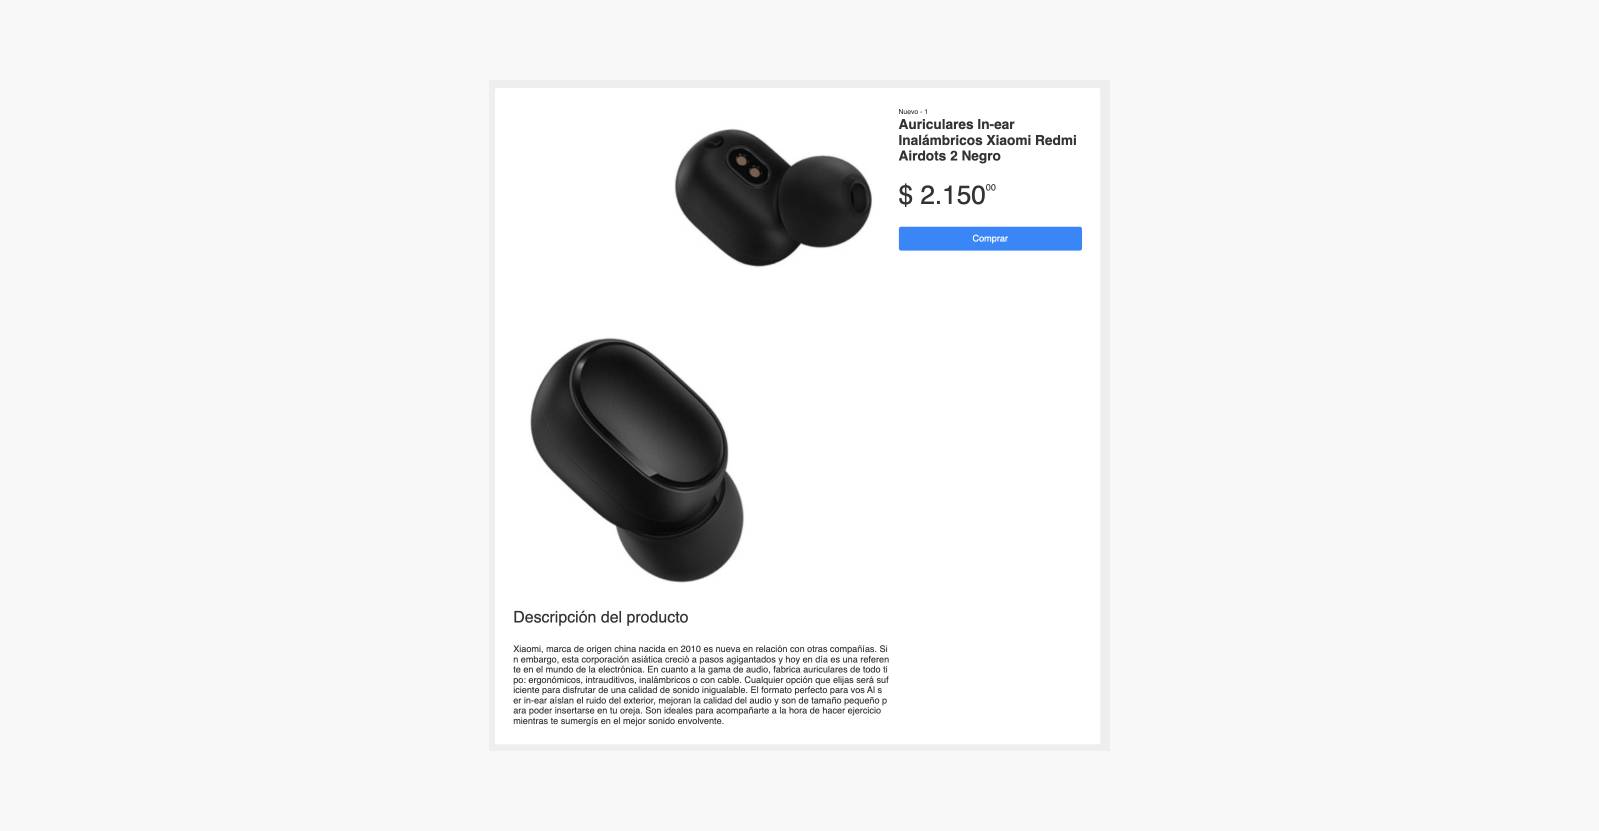 Nuevo - 1
Auriculares In-ear
Inalámbricos Xiaomi Redmi
Airdots 2 Negro
$ 2.150⁰⁰
Comprar
Descripción del producto
Xiaomi, marca de origen china nacida en 2010 es nueva en relación con otras compañías. Si
n embargo, esta corporación asiática creció a pasos agigantados y hoy en día es una referen
te en el mundo de la electrónica. En cuanto a la gama de audio, fabrica auriculares de todo ti
po: ergonómicos, intrauditivos, inalámbricos o con cable. Cualquier opción que elijas será suf
iciente para disfrutar de una calidad de sonido inigualable. El formato perfecto para vos Al s
er in-ear aíslan el ruido del exterior, mejoran la calidad del audio y son de tamaño pequeño p
ara poder insertarse en tu oreja. Son ideales para acompañarte a la hora de hacer ejercicio
mientras te sumergís en el mejor sonido envolvente.